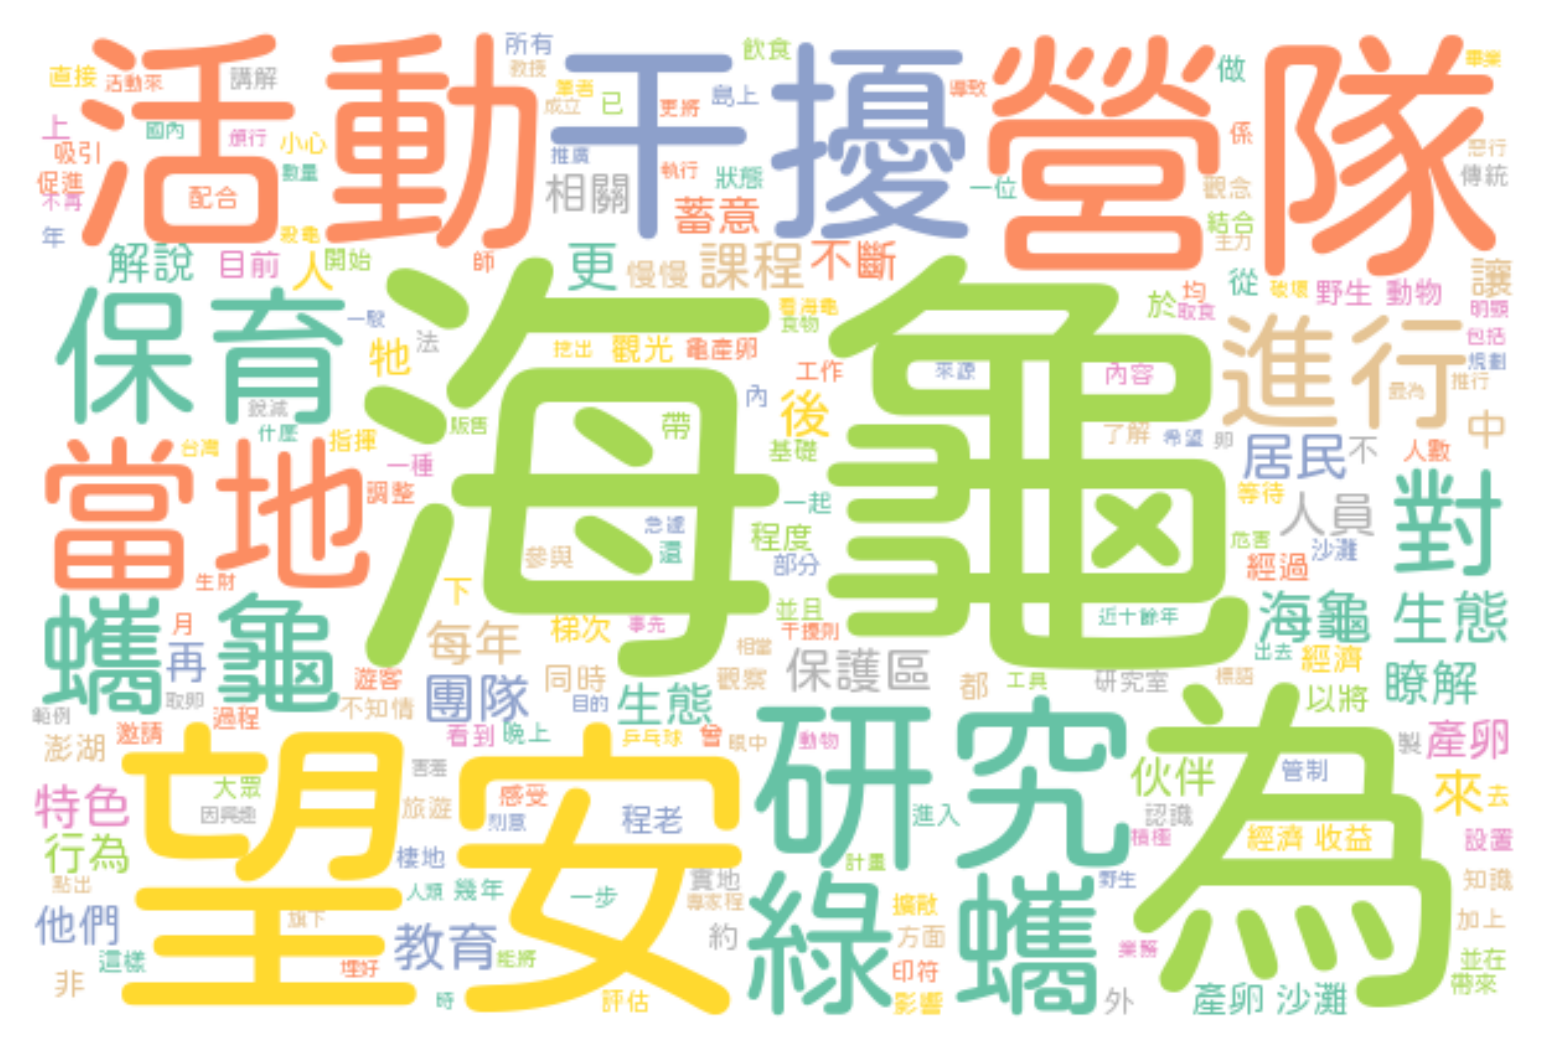 活動
干擾
營隊
所有
教授
飲食
做
畢業
直接
活動來
講解
筆者
成立
已
更將
島上
導致
上
國內
頒行
小心
吸引
數量
推廣
執行
狀態
一位
係
觀念
惡行
傳統
促進
不再
配合
相關
蓄意
結合
主力
年
殺龜
解說
目前
人
開始
師
更
慢慢
課程
不斷
從
破壞
均
野生 動物
讓
明顯
保育
一駁
法
牠
海龜
看海龜
食物
挖出
觀光
龜產卵
工作
於
取食
進行
包括
規劃
推行
最為
銳減
什麼
指揮
台灣
一種
販售
帶
內
後
來源
內容
基礎
了解
希望
卵
居民
不
人數
中
當地
調整
急遽
還
參與
一起
程度
部分
等待
人員
危害
沙灘
經過
對
生財
下
梯次
事先
並且
干擾則
近十餘年
海龜 生態
蠵龜
月
再
取卵
每年
團隊
同時
目的
相當
觀察
保護區
都
工具
研究室
出去
標語
經濟
以將
瞭解
範例
過程
遊客
不知情
生態
澎湖
邀請
看到
晚上
乒乓球
曾
眼中
動物
研究
為
伙伴
管制
製
產卵
望安
害羞
特色
大眾
因興趣
旅遊
感受
刻意
程老
進入
認識
積極
來
去
經濟 收益
設置
行為
棲地
計畫
點出
人類
幾年
一步
實地
專家程
野生
知識
他們
旗下
教育
能將
約
綠蠵
擴散
方面
業務
加上
這樣
埋好
印符
並在
帶來
非
時
評估
影響
外
產卵 沙灘